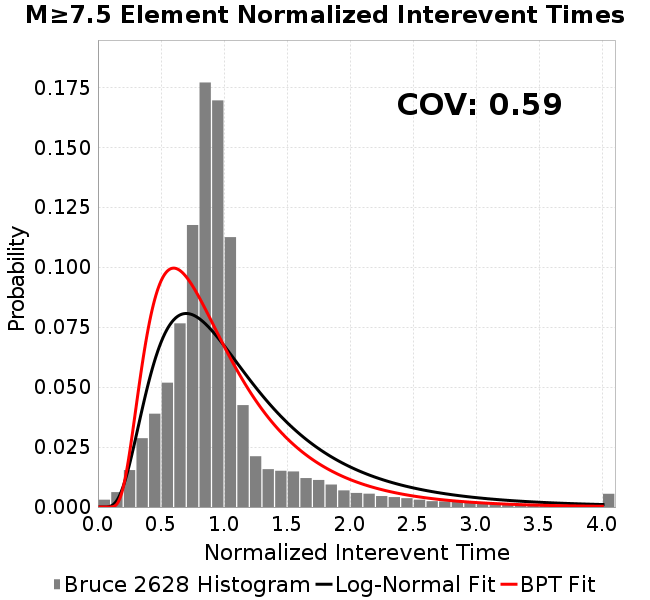 M≥7.5 Element Normalized Interevent Times
COV: 0.59
Probability
0.175
0.150
0.125
0.100
0.075
0.050
0.025
0.000
0.0 0.5 1.0 1.5 2.0 2.5 3.0 3.5 4.0
Normalized Interevent Time
Bruce 2628 Histogram Log-Normal Fit BPT Fit